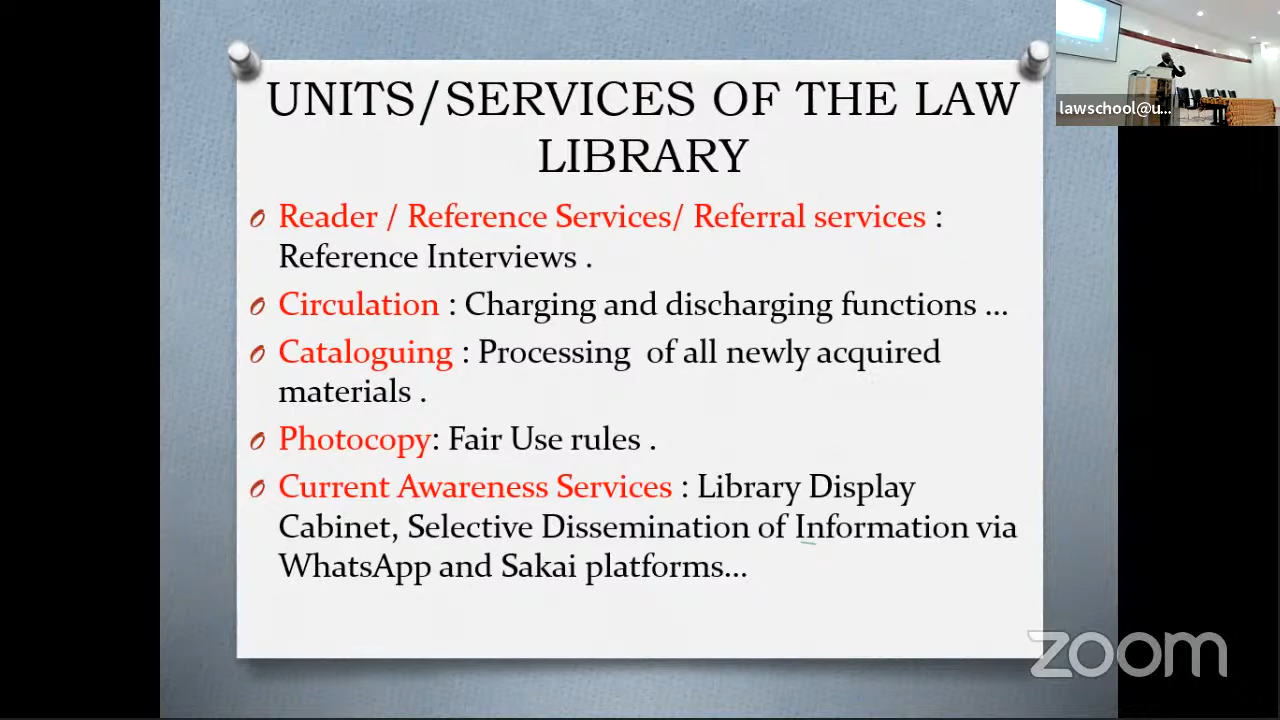 UNITS/SERVICES OF THE LAW
LIBRARY
Reader / Reference Services/ Referral services :
Reference Interviews .
Circulation : Charging and discharging functions ...
Cataloguing : Processing of all newly acquired
materials .
Photocopy: Fair Use rules .
Current Awareness Services : Library Display
Cabinet, Selective Dissemination of Information via
WhatsApp and Sakai platforms...
lawschool@u...
zoom